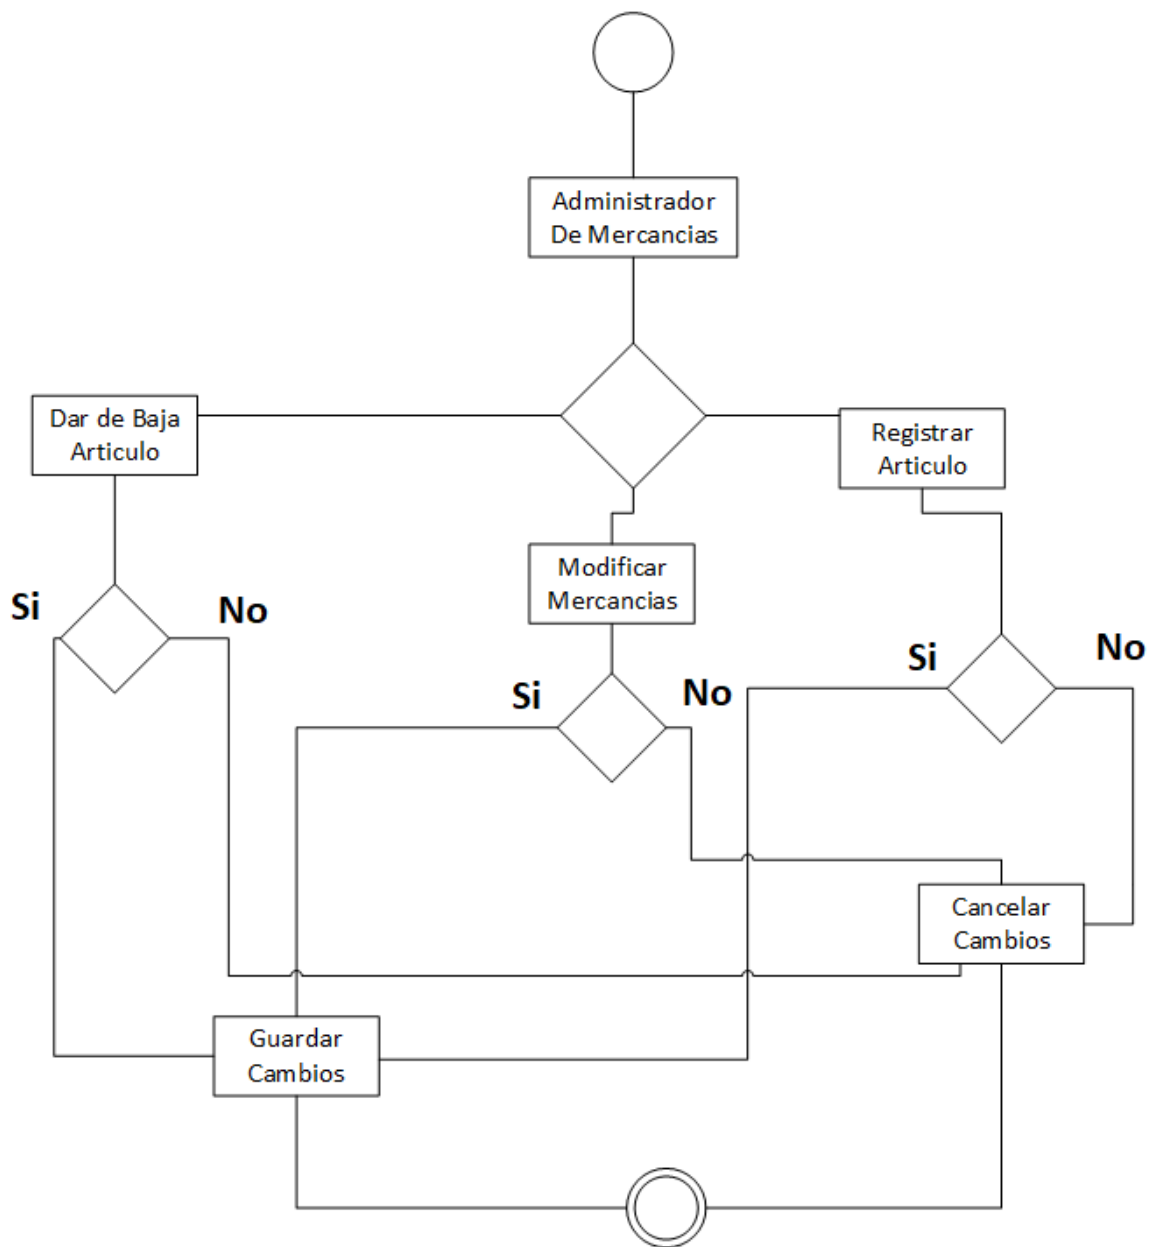 Administrador
De Mercancias
Dar de Baja
Articulo
Registrar
Articulo
Modificar
Mercancias
Si
No
Si
No
Si
No
Cancelar
Cambios
Guardar
Cambios